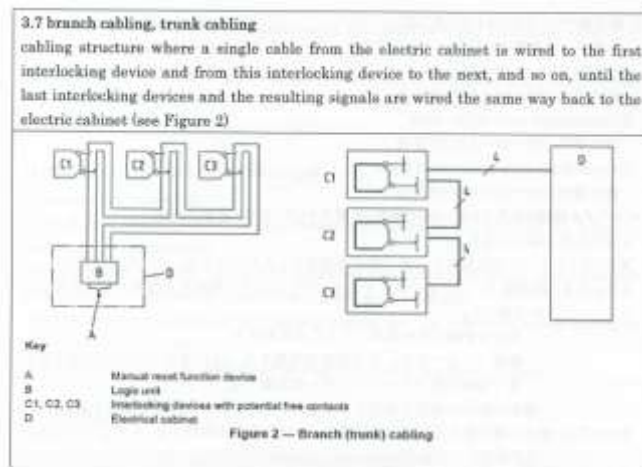 3.7 branch cabling, trunk cabling
cabling structure where a single cable from the electric cabinet is wired to the first
interlocking device and from this interlocking device to the next, and so on, until the
last interlocking devices and the resulting signals are wired the same way back to the
electric cabinet (see Figure 2)
C1 C2 C3
B
D
A
C1
C2
C3
4
4
4
D
Key
A Manual reset function device
B Logic unit
C1, C2, C3 Interlocking devices with potential free contacts
D Electrical cabinet
Figure 2 — Branch (trunk) cabling